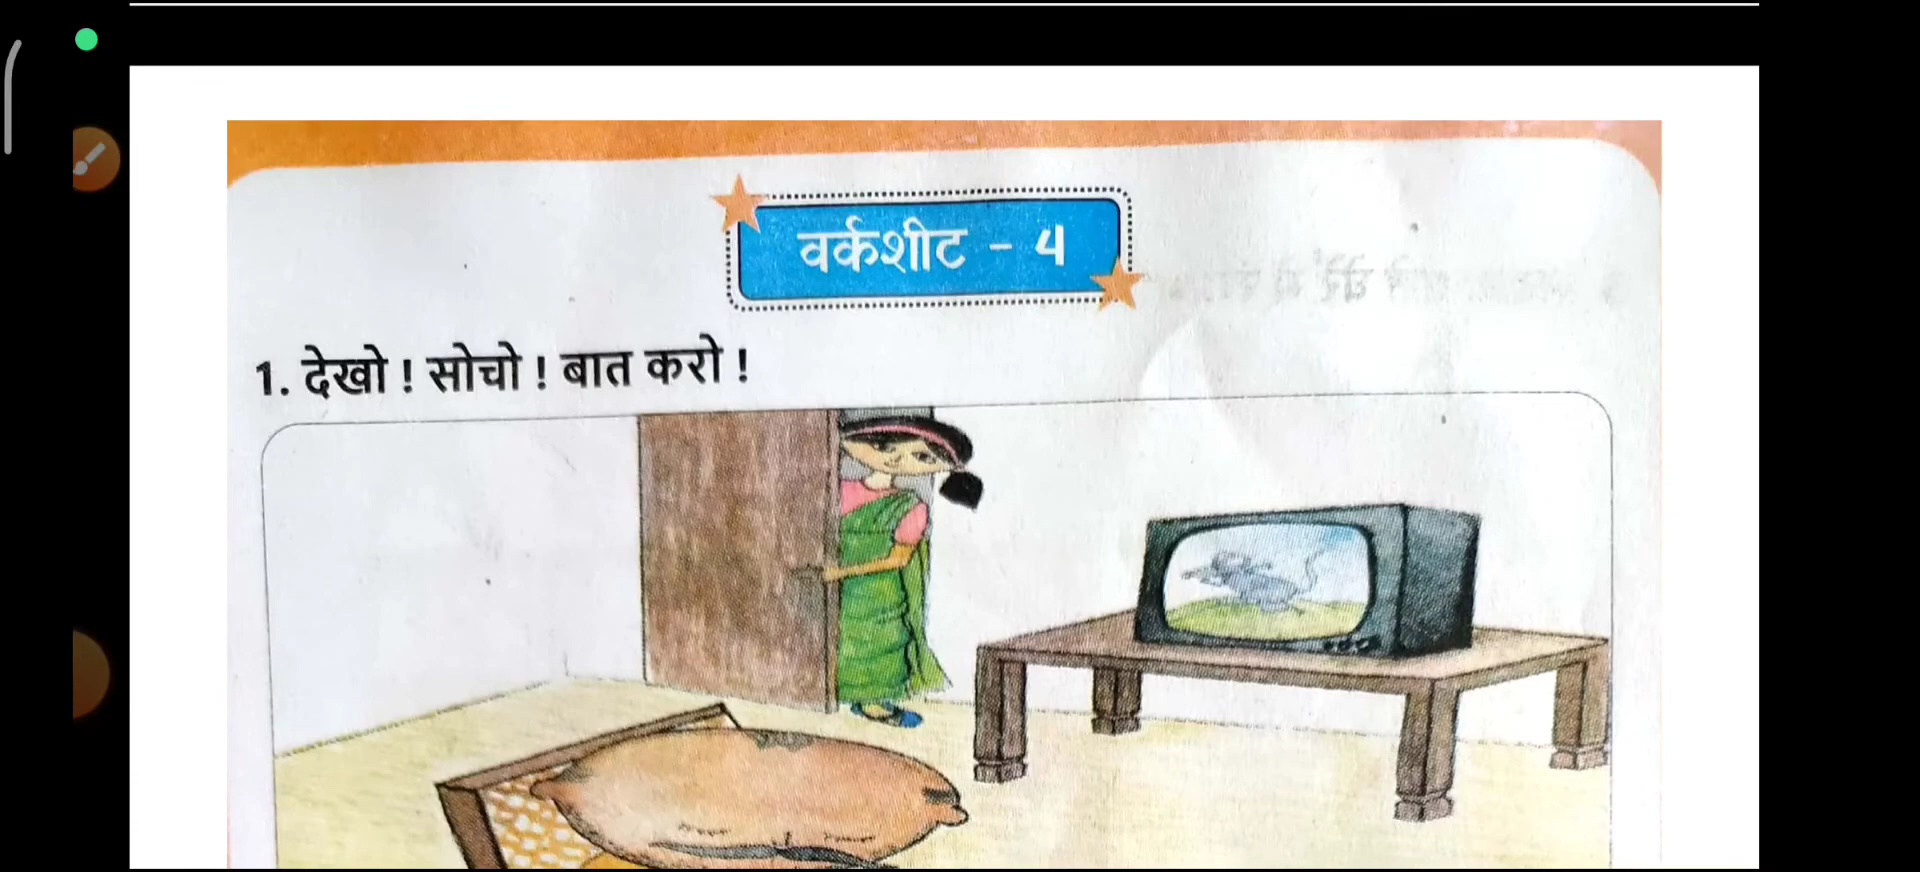 वर्कशीट - 4
1. देखो ! सोचो ! बात करो !